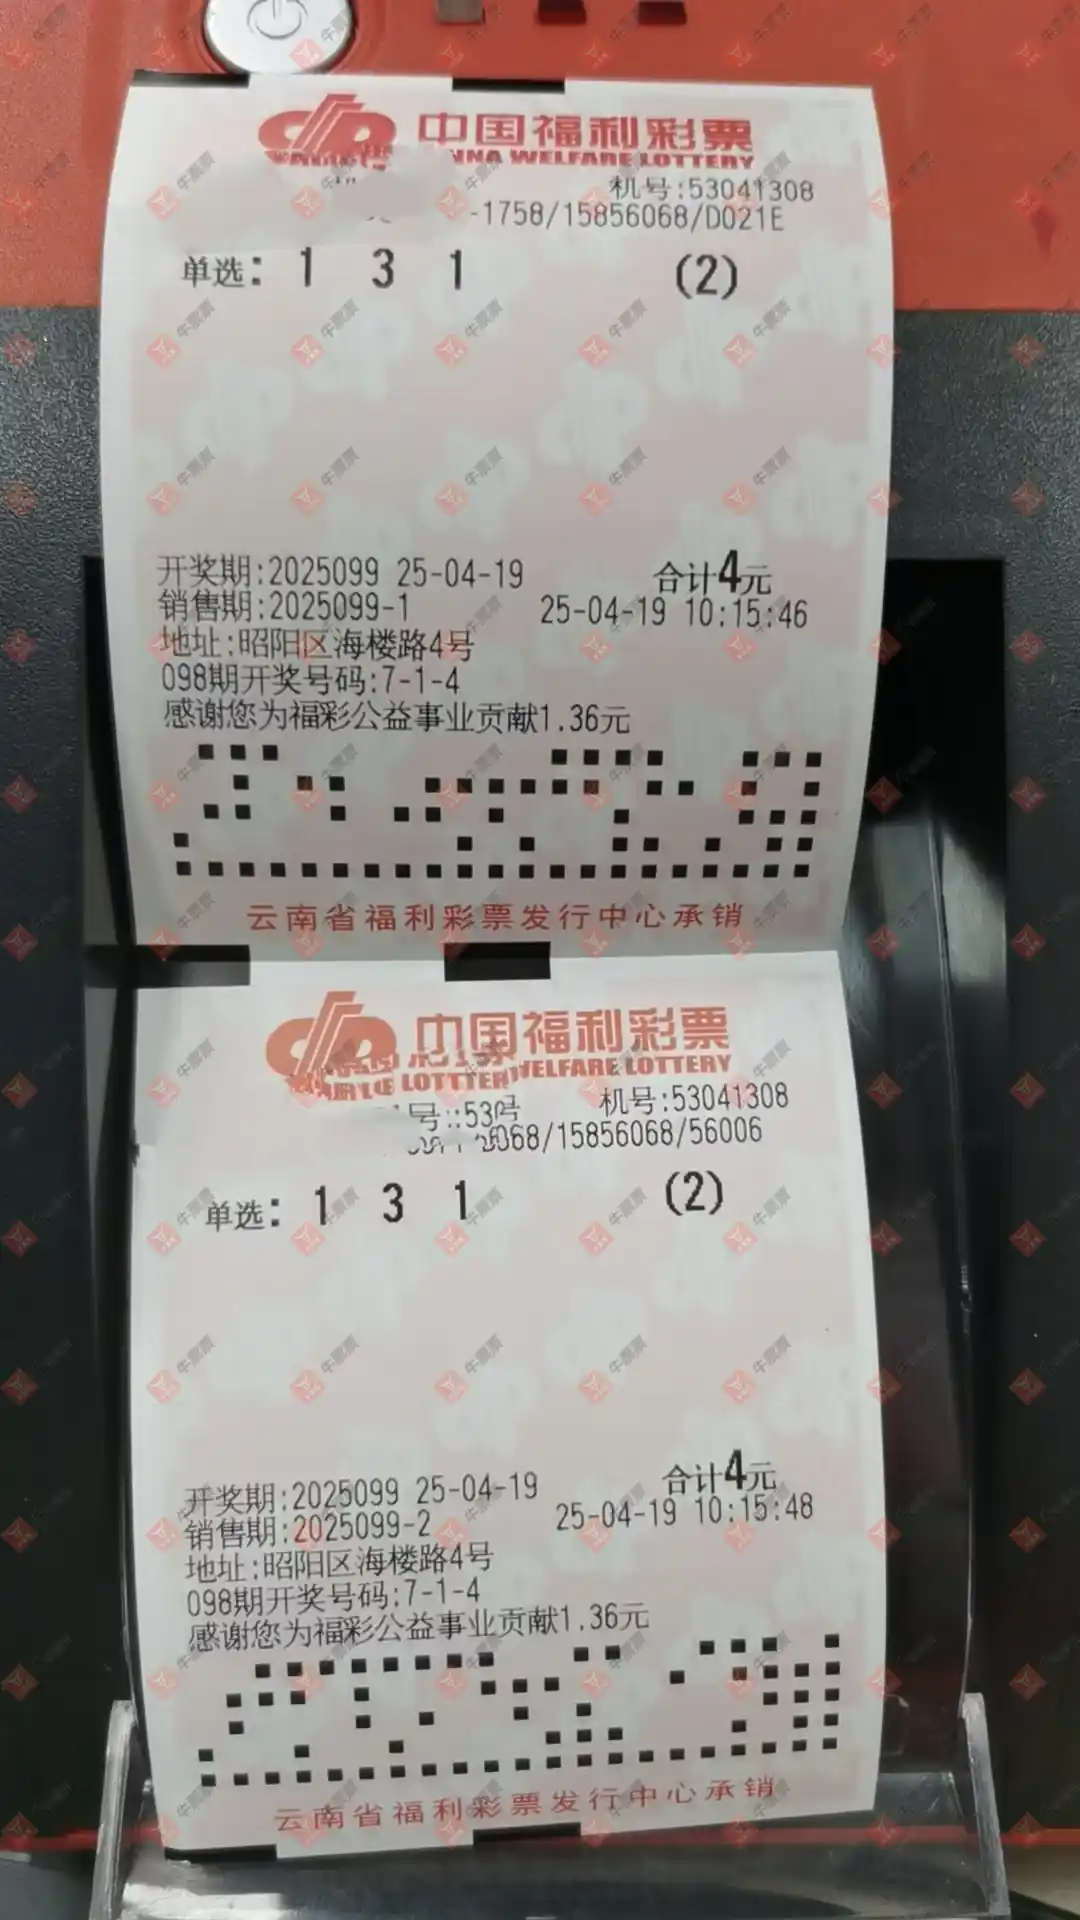 中国福利彩票
INA WELFARE LOTTERY
机号:53041308
-1758/15856068/D021E
单选: 1 3 1 (2)
开奖期:2025099 25-04-19 合计4元
销售期:2025099-1 25-04-19 10:15:46
地址:昭阳区海楼路4号
098期开奖号码:7-1-4
感谢您为福彩公益事业贡献1.36元
云南省福利彩票发行中心承销
中国福利彩票
WELFARE LOTTERY
机号:53041308
068/15856068/56006
单选: 1 3 1 (2)
开奖期:2025099 25-04-19 合计4元
销售期:2025099-2 25-04-19 10:15:48
地址:昭阳区海楼路4号
098期开奖号码:7-1-4
感谢您为福彩公益事业贡献1.36元
云南省福利彩票发行中心承销
牛票票